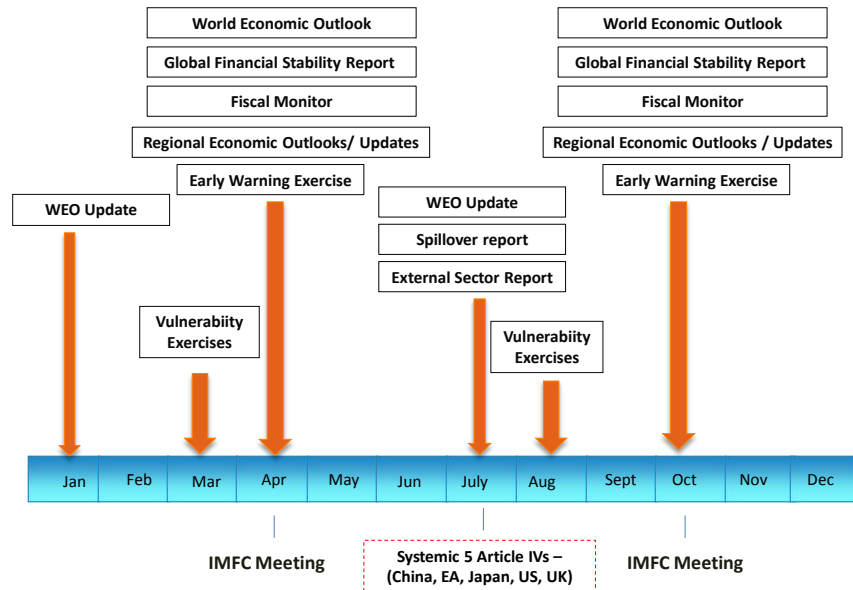 World Economic Outlook
Global Financial Stability Report
Fiscal Monitor
Regional Economic Outlooks/ Updates
Early Warning Exercise
World Economic Outlook
Global Financial Stability Report
Fiscal Monitor
Regional Economic Outlooks / Updates
Early Warning Exercise
WEO Update
WEO Update
Spillover report
External Sector Report
Vulnerabiity
Exercises
Vulnerabiity
Exercises
Jan Feb Mar Apr May Jun July Aug Sept Oct Nov Dec
IMFC Meeting
Systemic 5 Article IVs –
(China, EA, Japan, US, UK)
IMFC Meeting